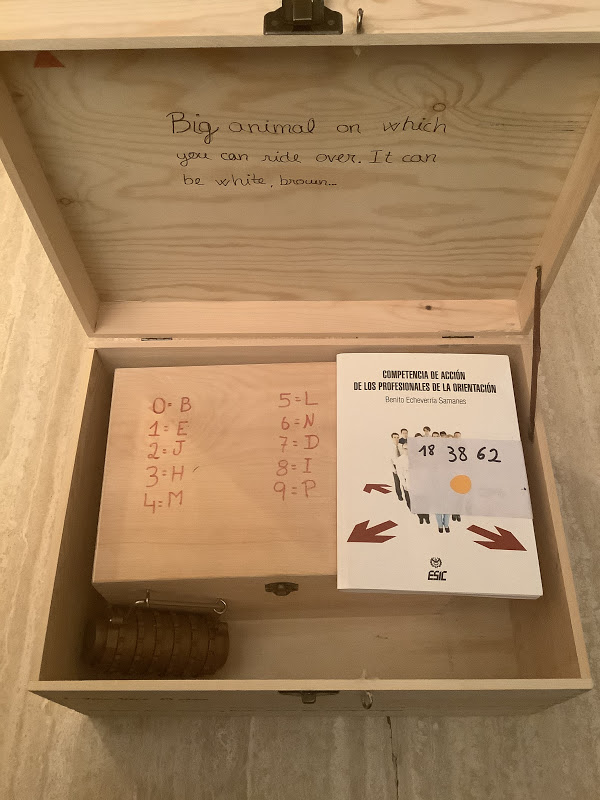 Big animal on which
you can ride over. It can
be white, brown...
0=B
1=E
2=J
3=H
4=M
5=L
6=N
7=D
8=I
9=P
COMPETENCIA DE ACCIÓN
DE LOS PROFESIONALES DE LA ORIENTACIÓN
Benito Echeverría Samanes
18 38 62
ESIC